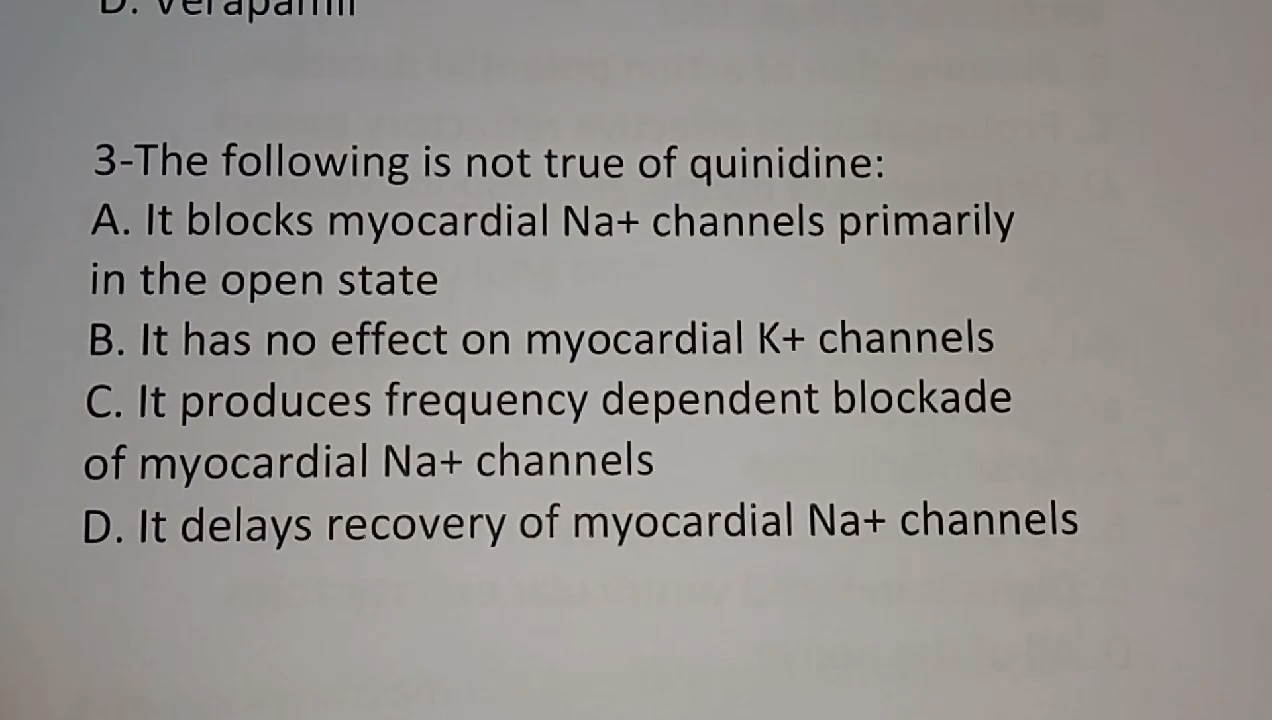 D. Verapamil
3-The following is not true of quinidine:
A. It blocks myocardial Na+ channels primarily
in the open state
B. It has no effect on myocardial K+ channels
C. It produces frequency dependent blockade
of myocardial Na+ channels
D. It delays recovery of myocardial Na+ channels